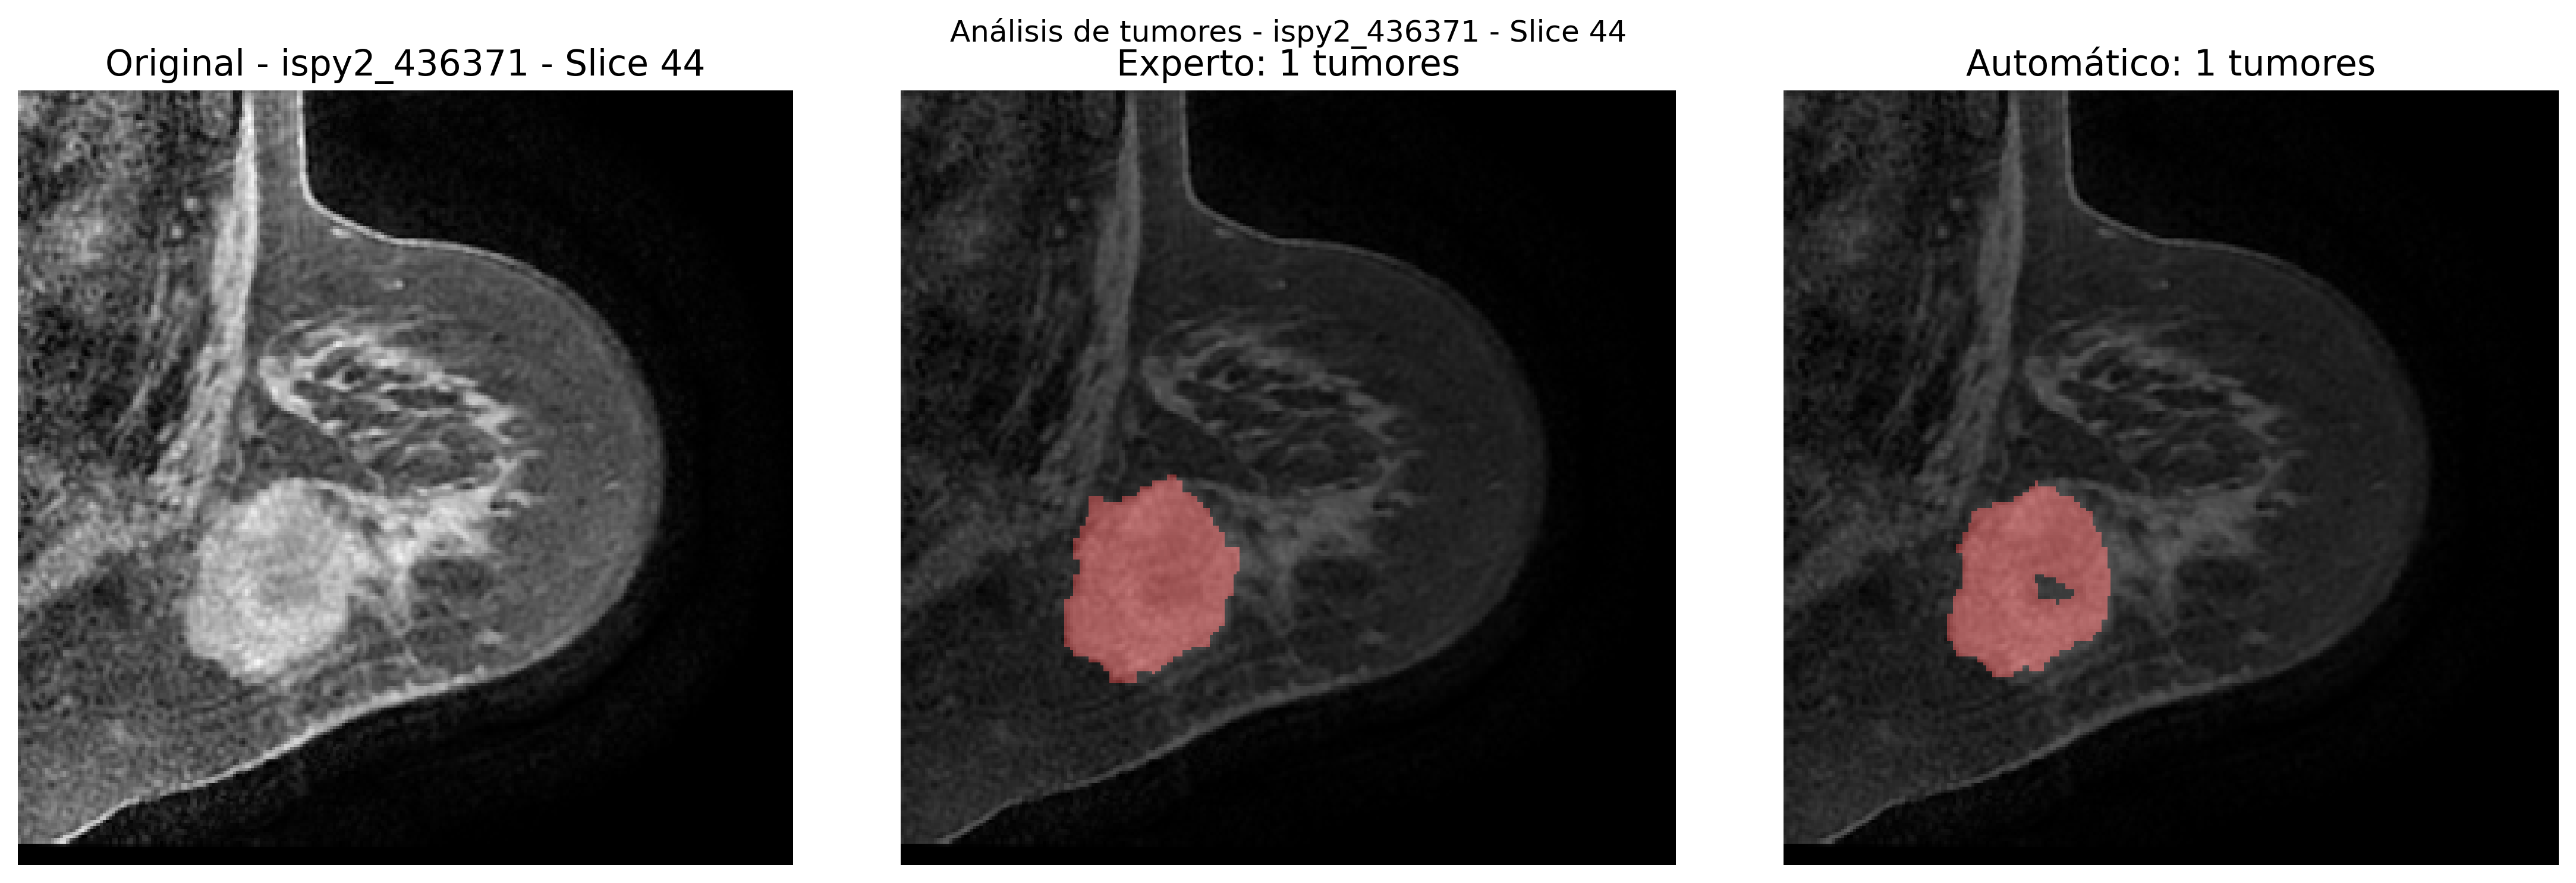 Análisis de tumores - ispy2_436371 - Slice 44
Original - ispy2_436371 - Slice 44
Experto: 1 tumores
Automático: 1 tumores